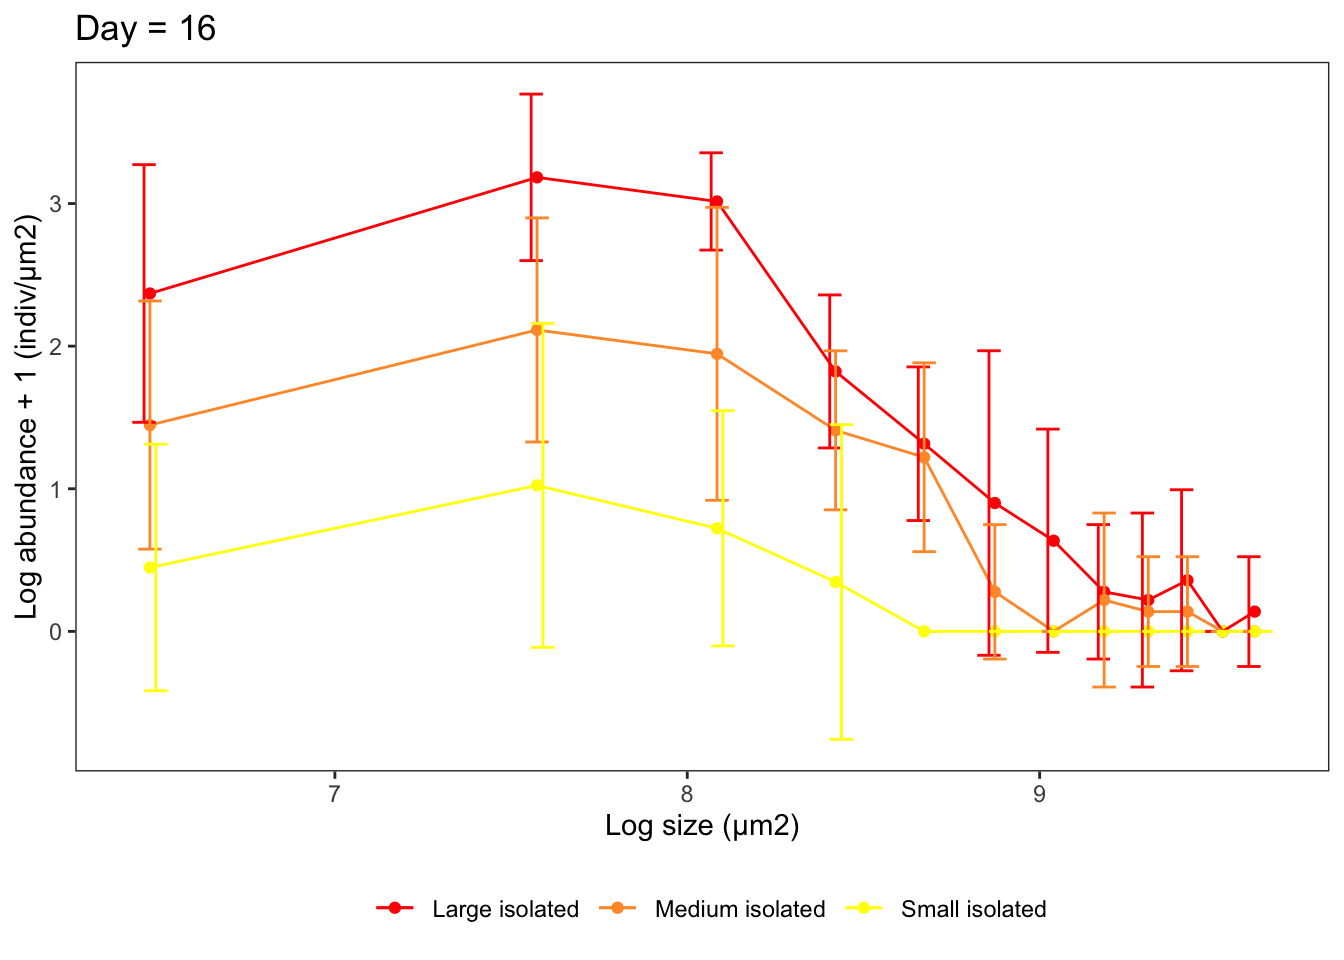 Day = 16
Log abundance + 1 (indiv/µm2)
3
2
1
0
7 8 9
Log size (µm2)
Large isolated Medium isolated Small isolated